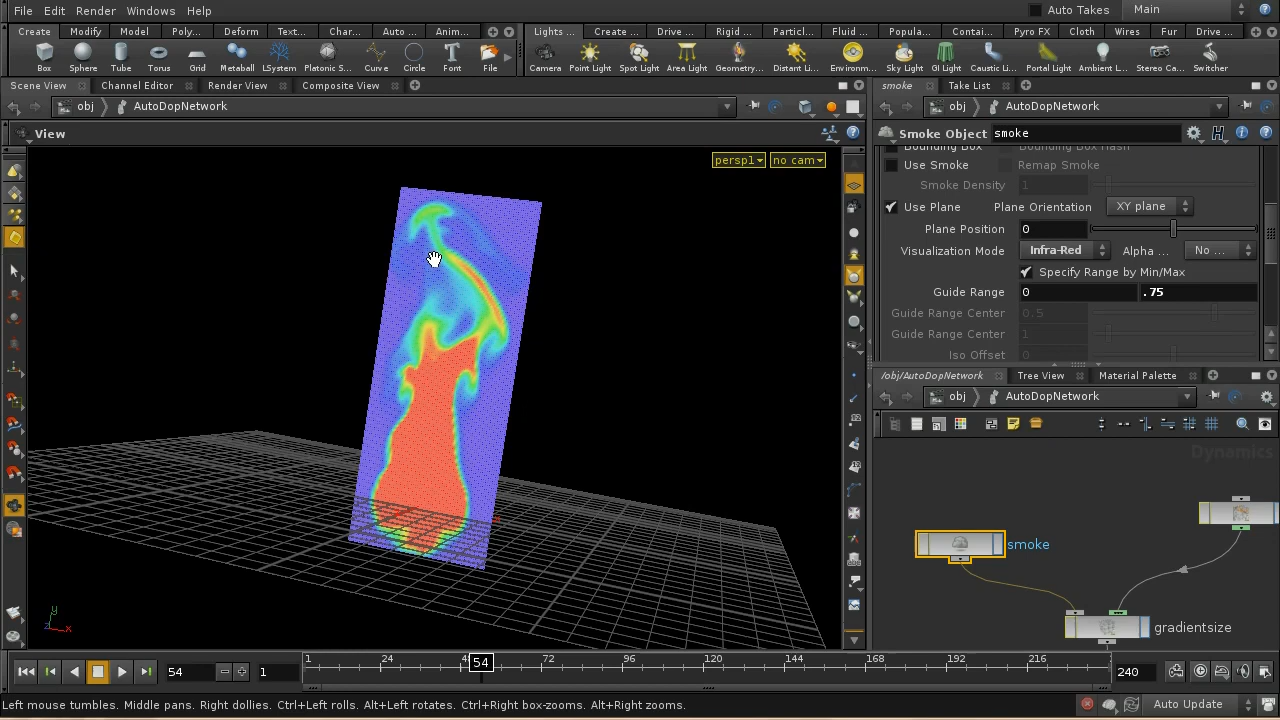 File Edit Render Windows Help Auto Takes Main
Create Modify Model Poly... Deform Text... Char... Auto ... Anim... Lights ... Create ... Drive ... Rigid ... Particl... Fluid ... Popula... Contai... Pyro FX Cloth Wires Fur Drive ...
Box Sphere Tube Torus Grid Metaball LSystem Platonic S... Curve Circle Font File Camera Point Light Spot Light Area Light Geometry... Distant Li... Environm... Sky Light GI Light Caustic Li... Portal Light Ambient L... Stereo Ca... Switcher
Scene View Channel Editor Render View Composite View smoke Take List
obj AutoDopNetwork obj AutoDopNetwork
View Smoke Object smoke
persp1 no cam
Bounding Box Bounding Box Hash
Use Smoke Remap Smoke
Smoke Density 1
Use Plane Plane Orientation XY plane
Plane Position 0
Visualization Mode Infra-Red Alpha ... No ...
Specify Range by Min/Max
Guide Range 0 .75
Guide Range Center 0.5
Guide Range Center 1
Iso Offset 0
/obj/AutoDopNetwork Tree View Material Palette
obj AutoDopNetwork
Dynamics
smoke
gradientsize
y
z x
54 1 1 24 54 72 96 120 144 168 192 216 240
Left mouse tumbles. Middle pans. Right dollies. Ctrl+Left rolls. Alt+Left rotates. Ctrl+Right box-zooms. Alt+Right zooms. Auto Update